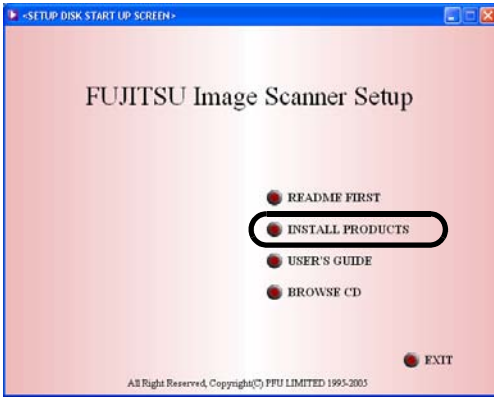 <SETUP DISK START UP SCREEN>
FUJITSU Image Scanner Setup
README FIRST
INSTALL PRODUCTS
USER'S GUIDE
BROWSE CD
EXIT
All Right Reserved, Copyright(C) PFU LIMITED 1995-2005